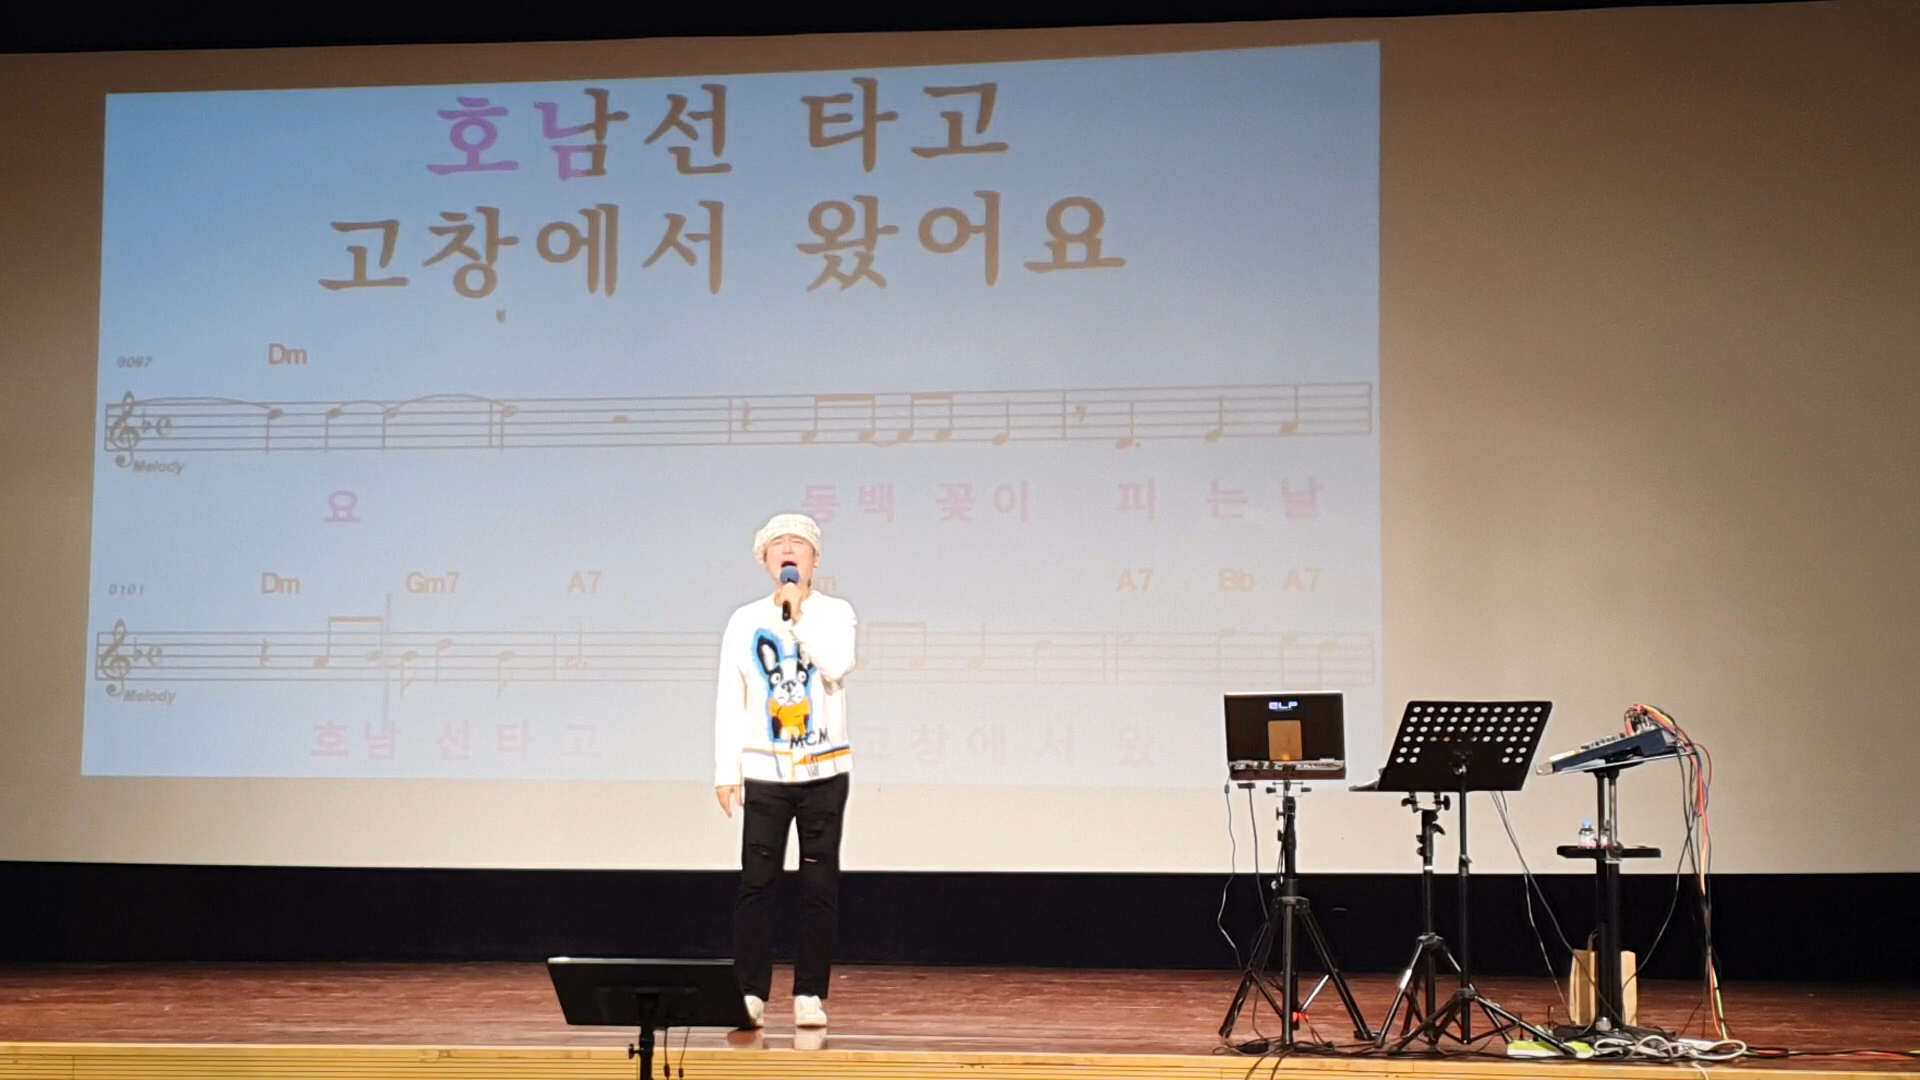 호남선 타고
고창에서 왔어요
0097 Dm
Melody
요 동백 꽃이 피 는 날
0101 Dm Gm7 A7 A7 Bb A7
Melody
호남 선타 고 고창에 서 왔
MCM
ELF